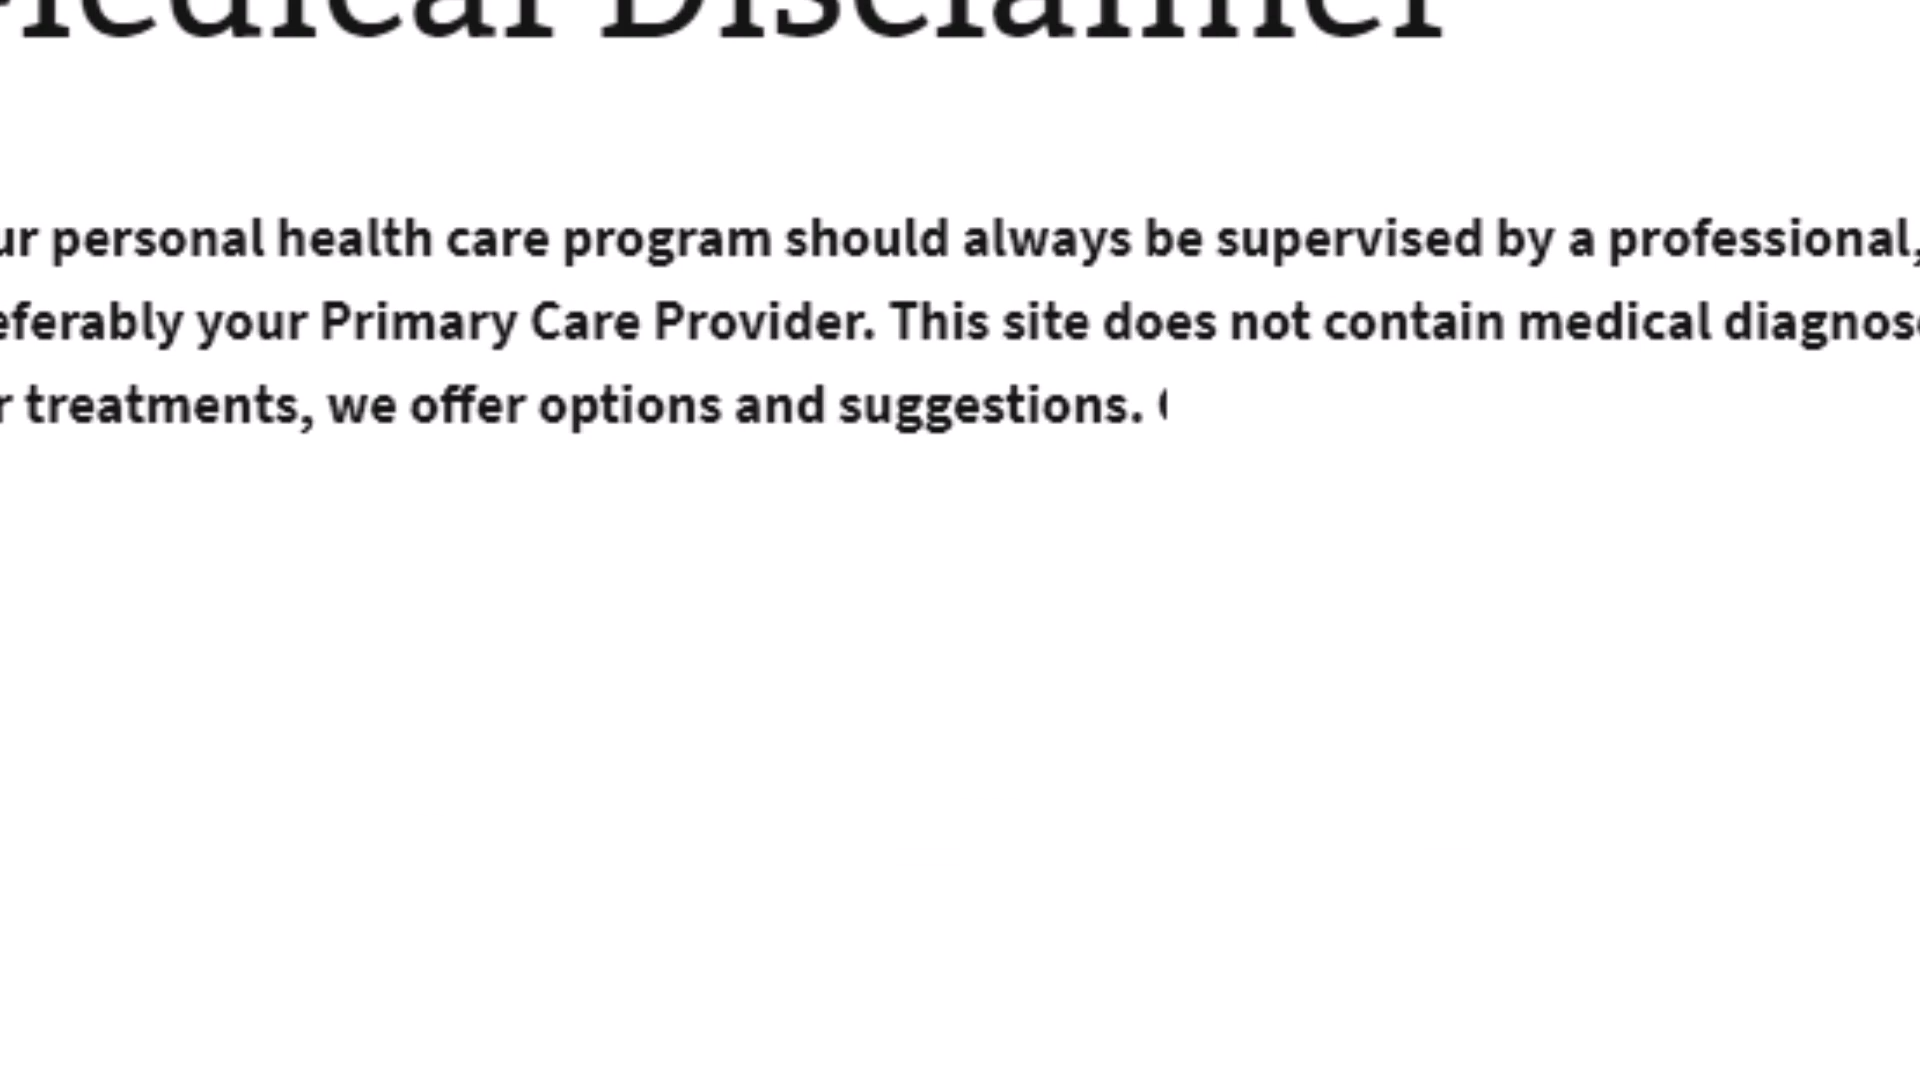 Medical Disclaimer
ur personal health care program should always be supervised by a professional,
eferably your Primary Care Provider. This site does not contain medical diagnose
r treatments, we offer options and suggestions.